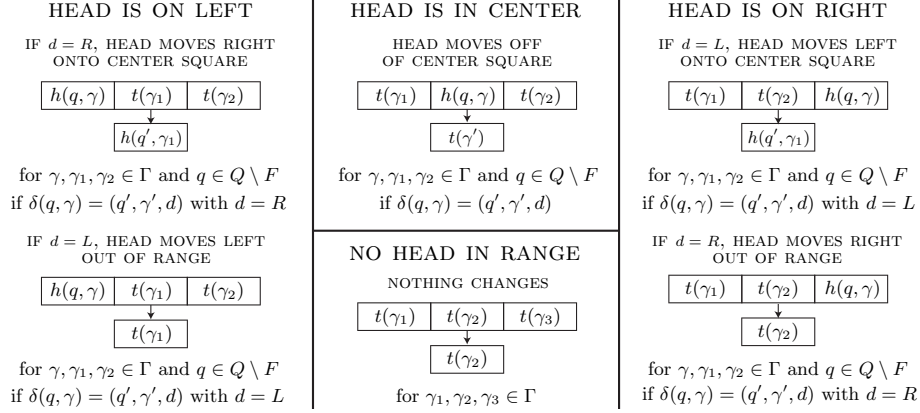 HEAD IS ON LEFT
IF d = R, HEAD MOVES RIGHT
ONTO CENTER SQUARE
h(q, γ) t(γ₁) t(γ₂)
h(q′, γ₁)
for γ, γ₁, γ₂ ∈ Γ and q ∈ Q \ F
if δ(q, γ) = (q′, γ′, d) with d = R
IF d = L, HEAD MOVES LEFT
OUT OF RANGE
h(q, γ) t(γ₁) t(γ₂)
t(γ₁)
for γ, γ₁, γ₂ ∈ Γ and q ∈ Q \ F
if δ(q, γ) = (q′, γ′, d) with d = L
HEAD IS IN CENTER
HEAD MOVES OFF
OF CENTER SQUARE
t(γ₁) h(q, γ) t(γ₂)
t(γ′)
for γ, γ₁, γ₂ ∈ Γ and q ∈ Q \ F
if δ(q, γ) = (q′, γ′, d)
NO HEAD IN RANGE
NOTHING CHANGES
t(γ₁) t(γ₂) t(γ₃)
t(γ₂)
for γ₁, γ₂, γ₃ ∈ Γ
HEAD IS ON RIGHT
IF d = L, HEAD MOVES LEFT
ONTO CENTER SQUARE
t(γ₁) t(γ₂) h(q, γ)
h(q′, γ₁)
for γ, γ₁, γ₂ ∈ Γ and q ∈ Q \ F
if δ(q, γ) = (q′, γ′, d) with d = L
IF d = R, HEAD MOVES RIGHT
OUT OF RANGE
t(γ₁) t(γ₂) h(q, γ)
t(γ₂)
for γ, γ₁, γ₂ ∈ Γ and q ∈ Q \ F
if δ(q, γ) = (q′, γ′, d) with d = R